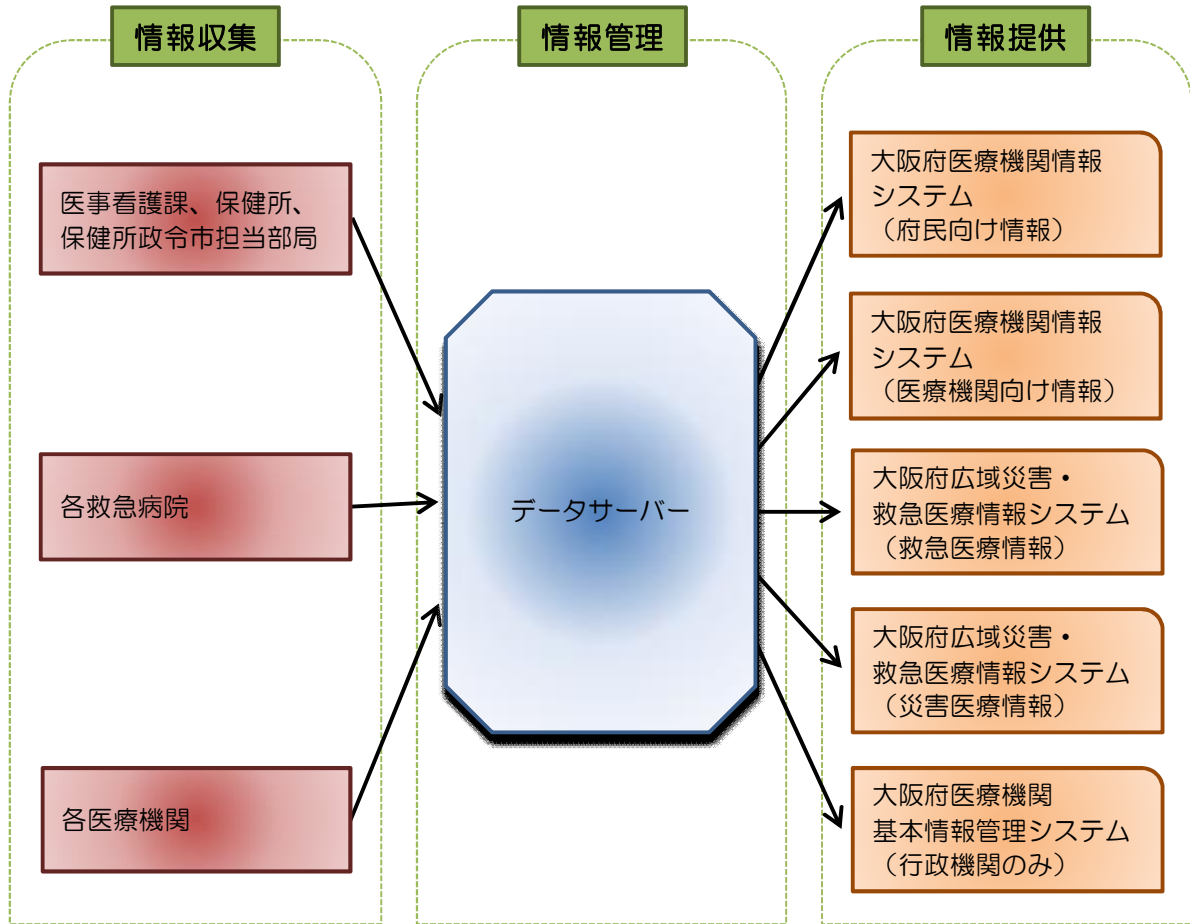 情報収集
情報管理
情報提供
医事看護課、保健所、
保健所政令市担当部局
各救急病院
各医療機関
データサーバー
大阪府医療機関情報
システム
（府民向け情報）
大阪府医療機関情報
システム
（医療機関向け情報）
大阪府広域災害・
救急医療情報システム
（救急医療情報）
大阪府広域災害・
救急医療情報システム
（災害医療情報）
大阪府医療機関
基本情報管理システム
（行政機関のみ）